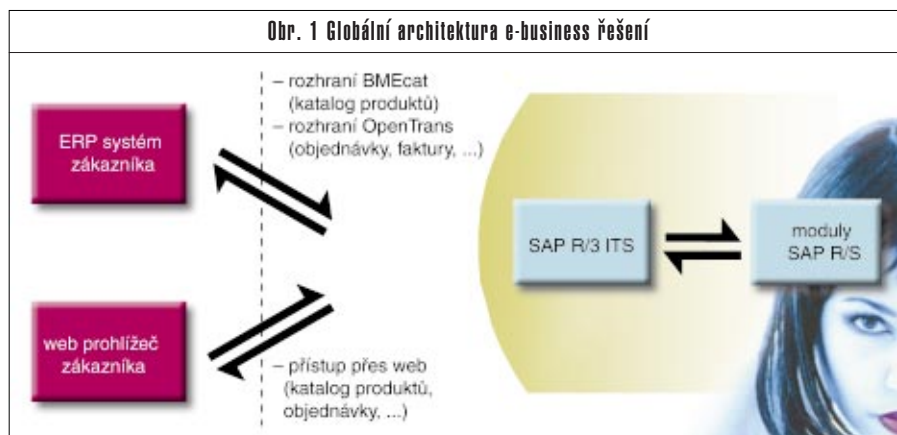 Obr. 1 Globální architektura e-business řešení
– rozhraní BMEcat
(katalog produktů)
– rozhraní OpenTrans
(objednávky, faktury, ...)
ERP systém
zákazníka
SAP R/3 ITS
moduly
SAP R/S
web prohlížeč
zákazníka
– přístup přes web
(katalog produktů,
objednávky, ...)